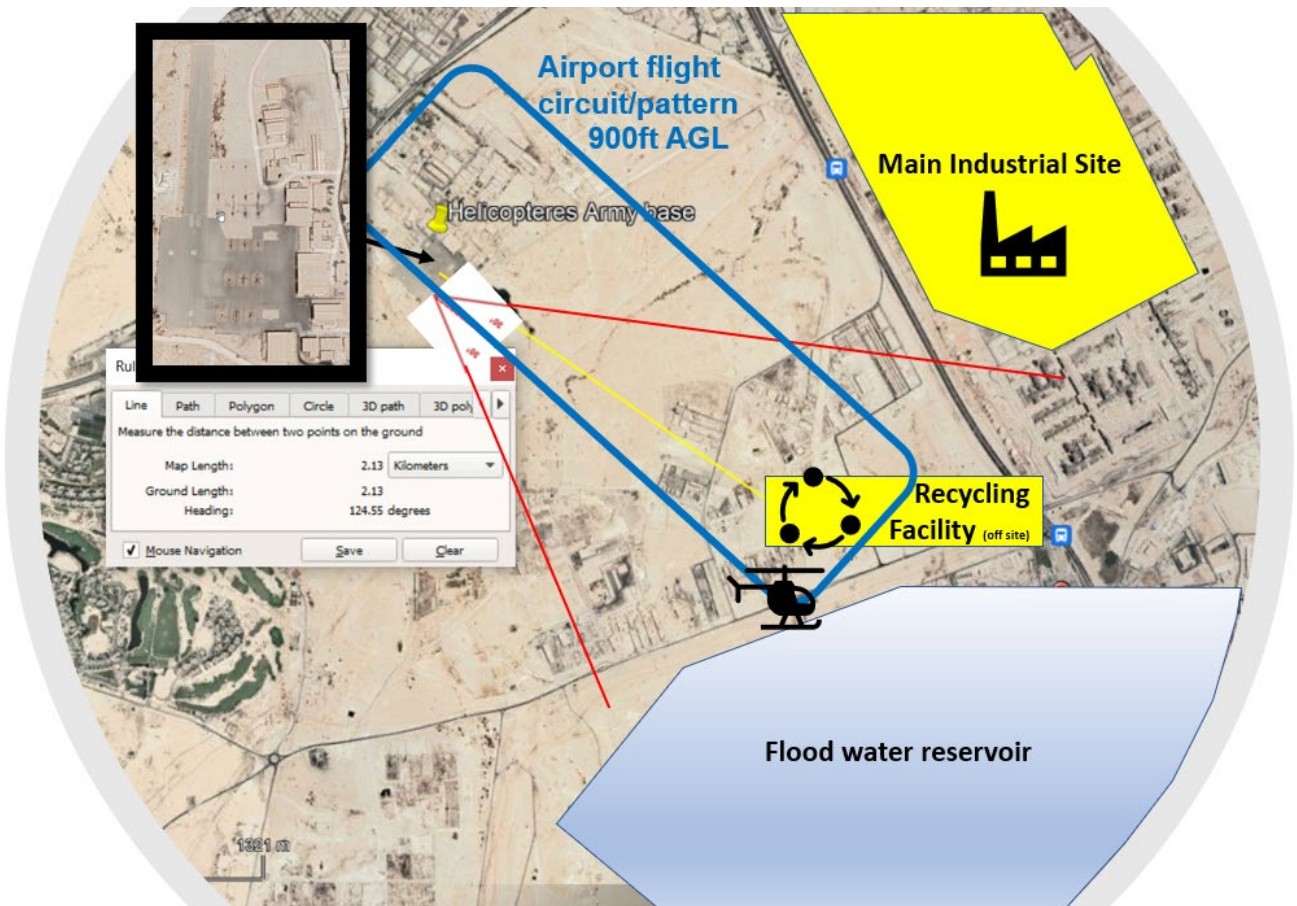 Airport flight
circuit/pattern
900ft AGL
Main Industrial Site
Helicopteres Army base
Line Path Polygon Circle 3D path
Measure the distance between two points on the ground
Map Length: 2.13 Kilometers
Ground Length: 2.13
Heading: 124.55 degrees
Mouse Navigation Save Clear
Recycling
Facility (off site)
Flood water reservoir
1321 m